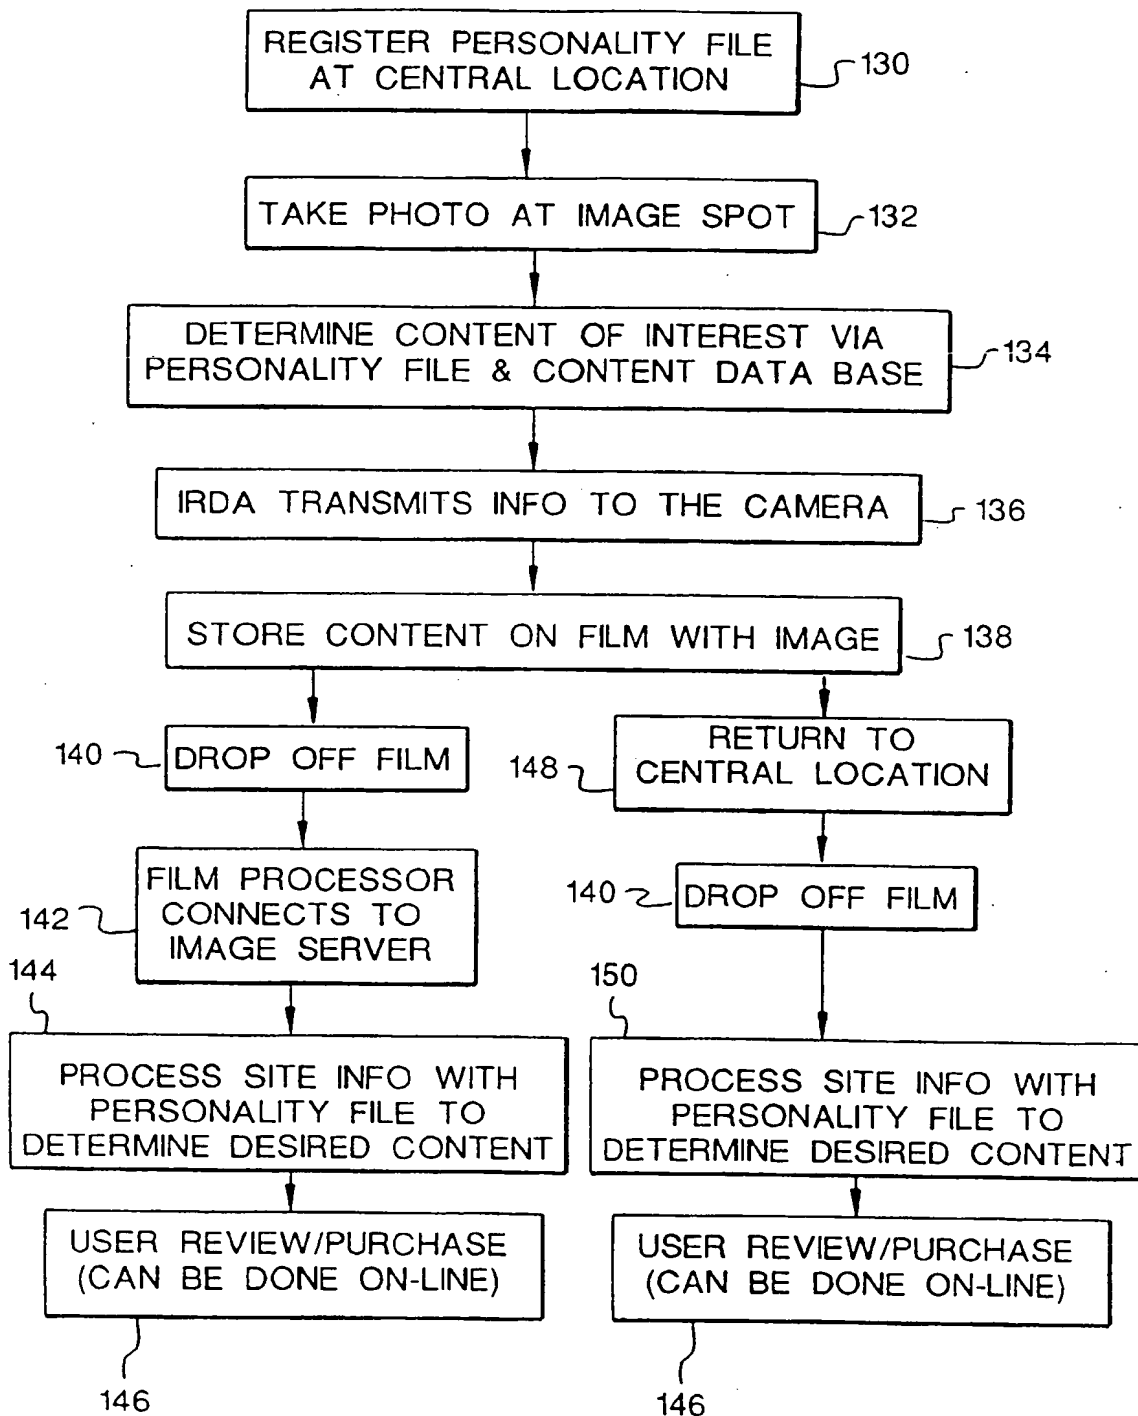 REGISTER PERSONALITY FILE
AT CENTRAL LOCATION
130
TAKE PHOTO AT IMAGE SPOT
132
DETERMINE CONTENT OF INTEREST VIA
PERSONALITY FILE & CONTENT DATA BASE
134
IRDA TRANSMITS INFO TO THE CAMERA
136
STORE CONTENT ON FILM WITH IMAGE
138
140
DROP OFF FILM
RETURN TO
CENTRAL LOCATION
148
142
FILM PROCESSOR
CONNECTS TO
IMAGE SERVER
140
DROP OFF FILM
144
PROCESS SITE INFO WITH
PERSONALITY FILE TO
DETERMINE DESIRED CONTENT
150
PROCESS SITE INFO WITH
PERSONALITY FILE TO
DETERMINE DESIRED CONTENT
USER REVIEW/PURCHASE
(CAN BE DONE ON-LINE)
146
USER REVIEW/PURCHASE
(CAN BE DONE ON-LINE)
146